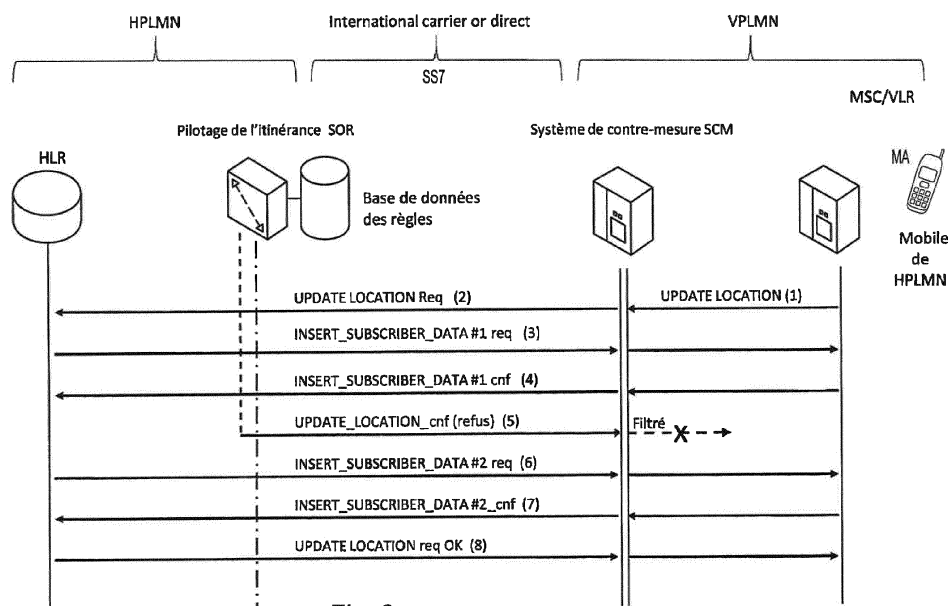 HPLMN
International carrier or direct
VPLMN
SS7
MSC/VLR
Pilotage de l'itinérance SOR
Système de contre-mesure SCM
HLR
MA
Base de données
des règles
Mobile
de
HPLMN
UPDATE LOCATION Req (2)
UPDATE LOCATION (1)
INSERT_SUBSCRIBER_DATA #1 req (3)
INSERT_SUBSCRIBER_DATA #1 cnf (4)
UPDATE_LOCATION_cnf (refus) (5)
Filtré
X
INSERT_SUBSCRIBER_DATA #2 req (6)
INSERT_SUBSCRIBER_DATA #2_cnf (7)
UPDATE LOCATION req OK (8)